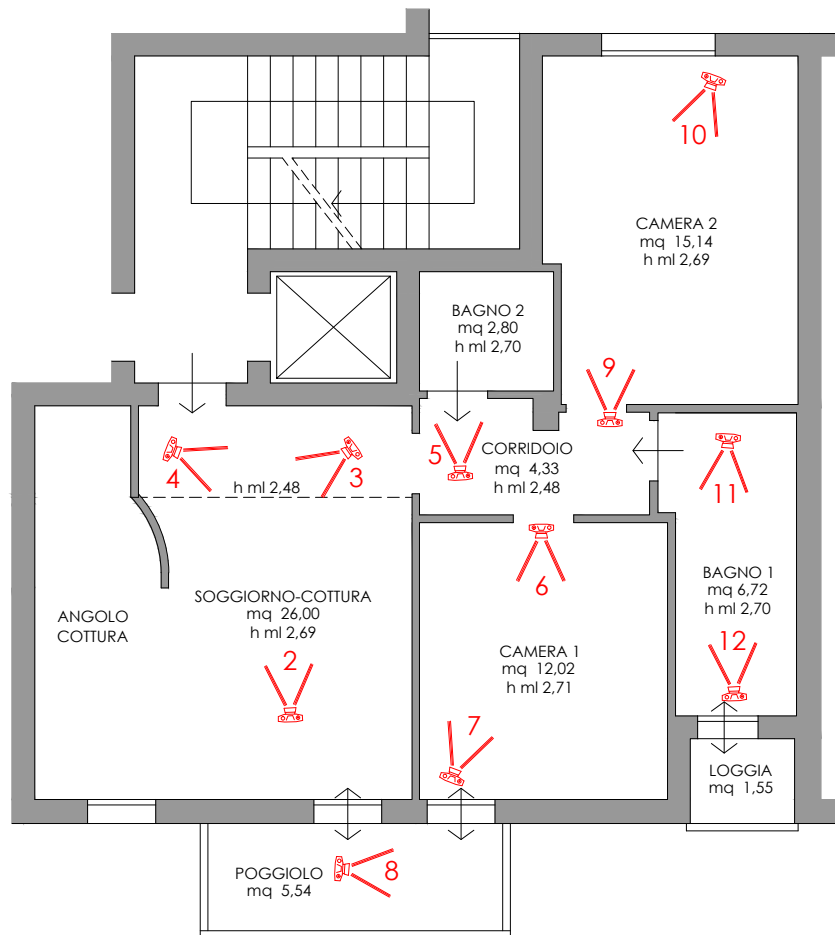 10
CAMERA 2
mq 15,14
h ml 2,69
BAGNO 2
mq 2,80
h ml 2,70
9
4
3
h ml 2,48
5
CORRIDOIO
mq 4,33
h ml 2,48
11
6
ANGOLO
COTTURA
SOGGIORNO-COTTURA
mq 26,00
h ml 2,69
2
CAMERA 1
mq 12,02
h ml 2,71
BAGNO 1
mq 6,72
h ml 2,70
12
7
LOGGIA
mq 1,55
POGGIOLO
mq 5,54
8